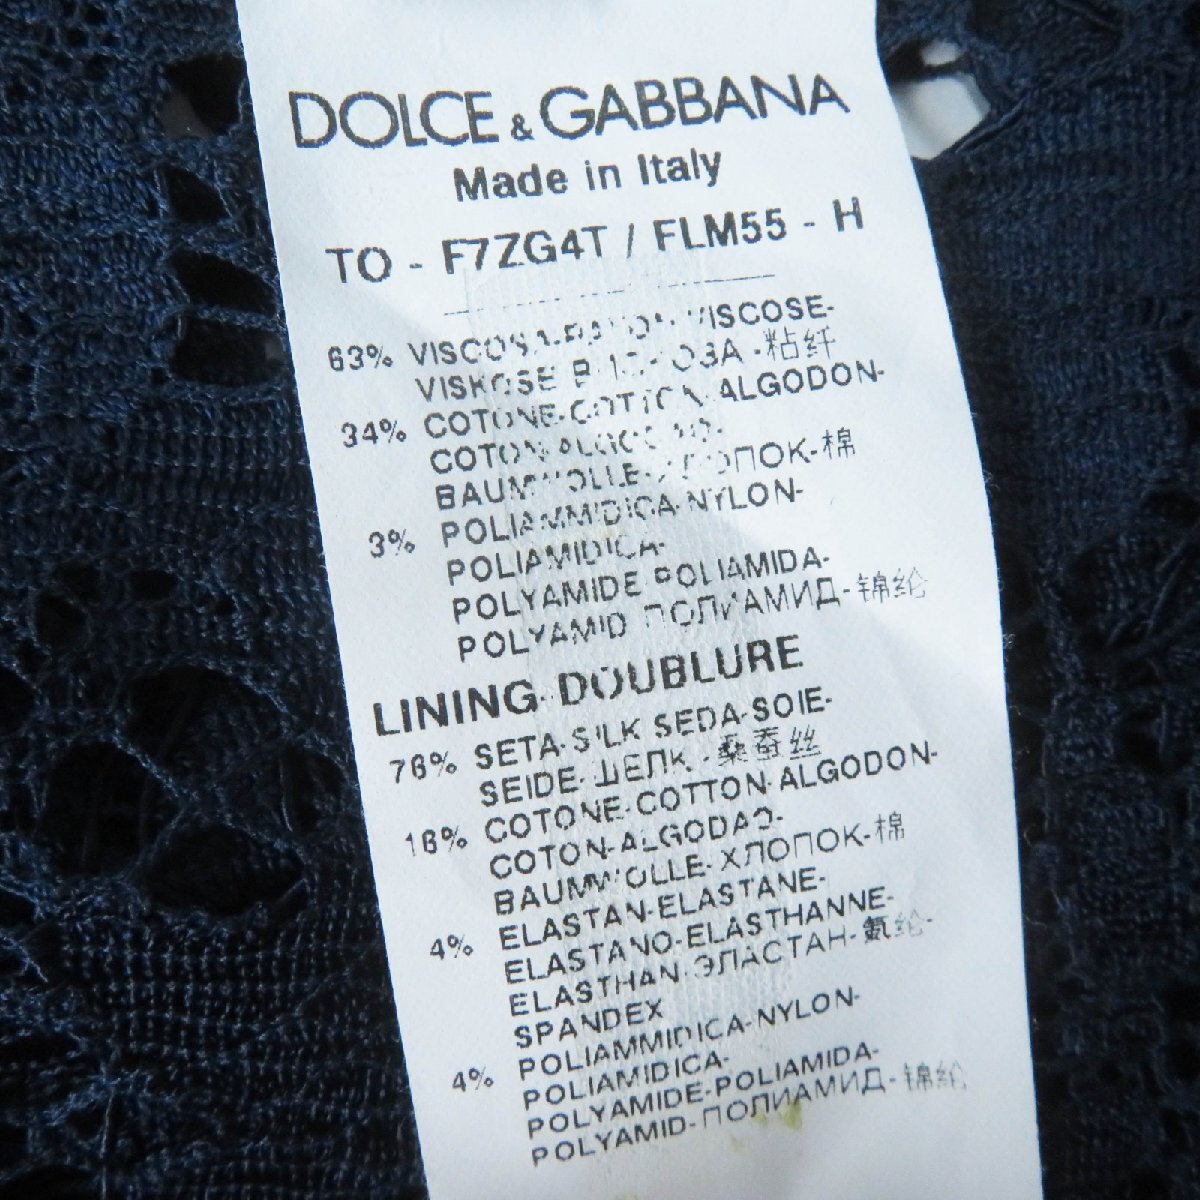 DOLCE & GABBANA
Made in Italy
TO - F7ZG4T / FLM55 - H
63% VISCOSA-RAYON-VISCOSE-
VISKOSE ВИСКОЗА-粘纤
34% COTONE-COTTON-ALGODON-
COTON-ALGODAO-
BAUMWOLLE-ХЛОПОК-棉
3% POLIAMMIDICA-NYLON-
POLIAMIDICA-
POLYAMIDE POLIAMIDA-
POLYAMID ПОЛИАМИД-锦纶
LINING-DOUBLURE
76% SETA-SILK SEDA-SOIE-
SEIDE-ШЕЛК-桑蚕丝
16% COTONE-COTTON-ALGODON-
COTON-ALGODAO-
BAUMWOLLE-ХЛОПОК-棉
4% ELASTAN-ELASTANE-
ELASTANO-ELASTHANNE-
ELASTHAN-ЭЛАСТАН-氨纶-
SPANDEX
4% POLIAMMIDICA-NYLON-
POLIAMIDICA-
POLYAMIDE-POLIAMIDA-
POLYAMID-ПОЛИАМИД-锦纶